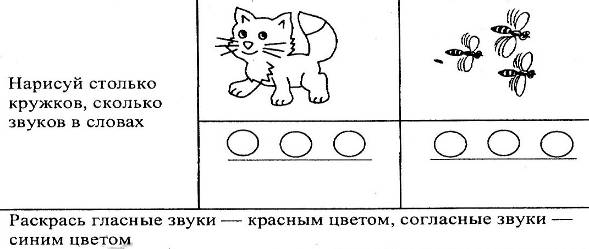 Нарисуй столько
кружков, сколько
звуков в словах
Раскрась гласные звуки — красным цветом, согласные звуки —
синим цветом